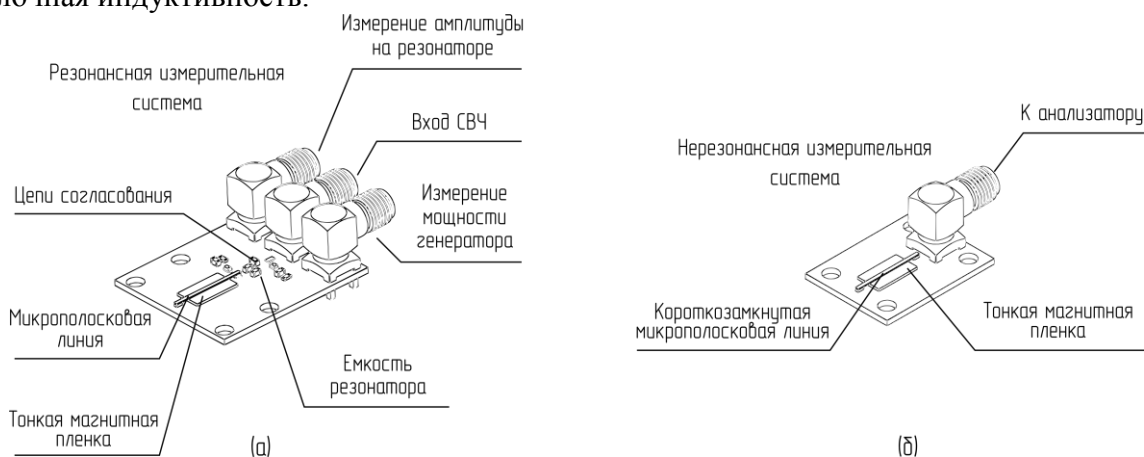 индуктивность.
Измерение амплитуды
на резонаторе
Резонансная измерительная
система
Вход СВЧ
Цепи согласования
Измерение
мощности
генератора
Микрополосковая
линия
Емкость
резонатора
Тонкая магнитная
пленка
(а)
К анализатору
Нерезонансная измерительная
система
Короткозамкнутая
микрополосковая линия
Тонкая магнитная
пленка
(б)